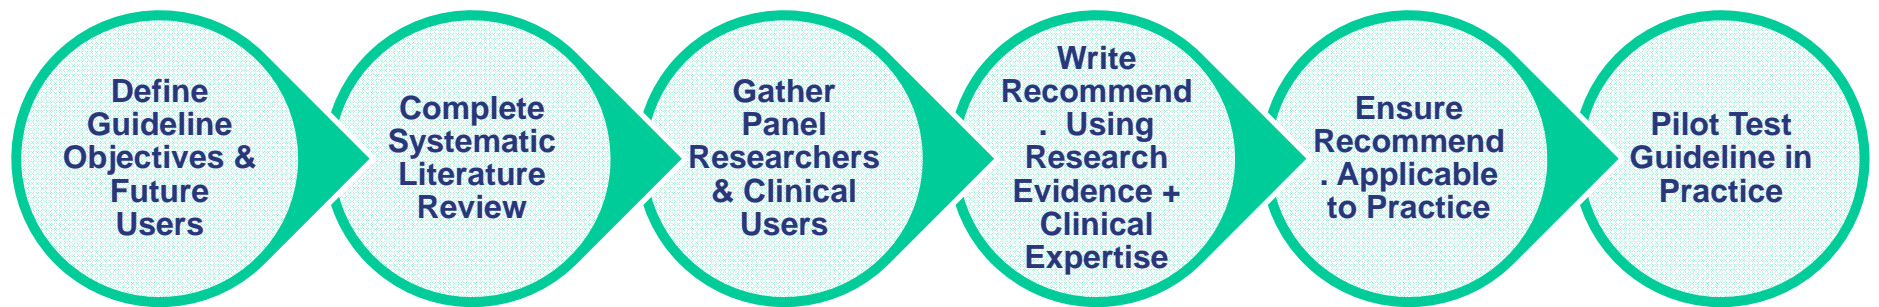 Define
Guideline
Objectives &
Future
Users
Complete
Systematic
Literature
Review
Gather
Panel
Researchers
& Clinical
Users
Write
Recommend
. Using
Research
Evidence +
Clinical
Expertise
Ensure
Recommend
. Applicable
to Practice
Pilot Test
Guideline in
Practice